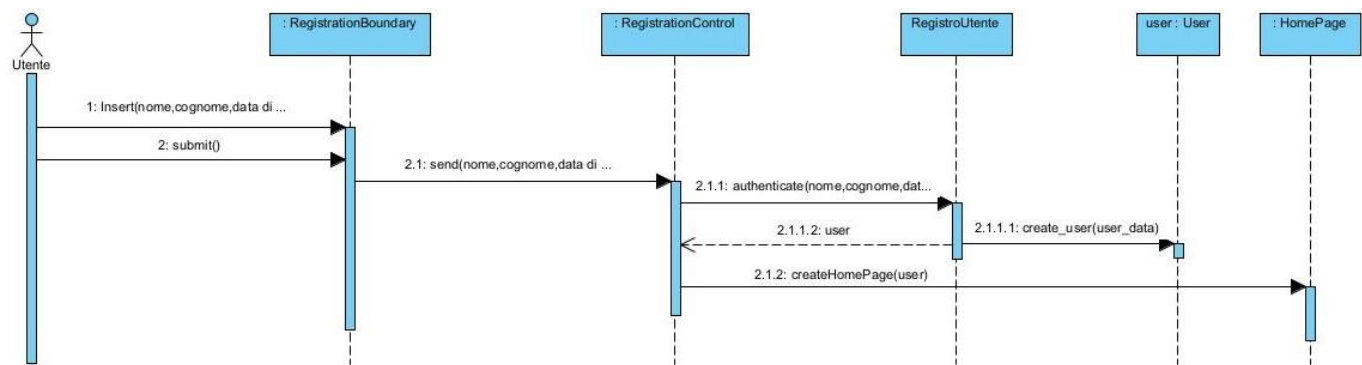 : RegistrationBoundary
: RegistrationControl
RegistroUtente
user : User
: HomePage
Utente
1: Insert(nome,cognome,data di ...
2: submit()
2.1: send(nome,cognome,data di ...
2.1.1: authenticate(nome,cognome,dat...
2.1.1.2: user
2.1.1.1: create_user(user_data)
2.1.2: createHomePage(user)